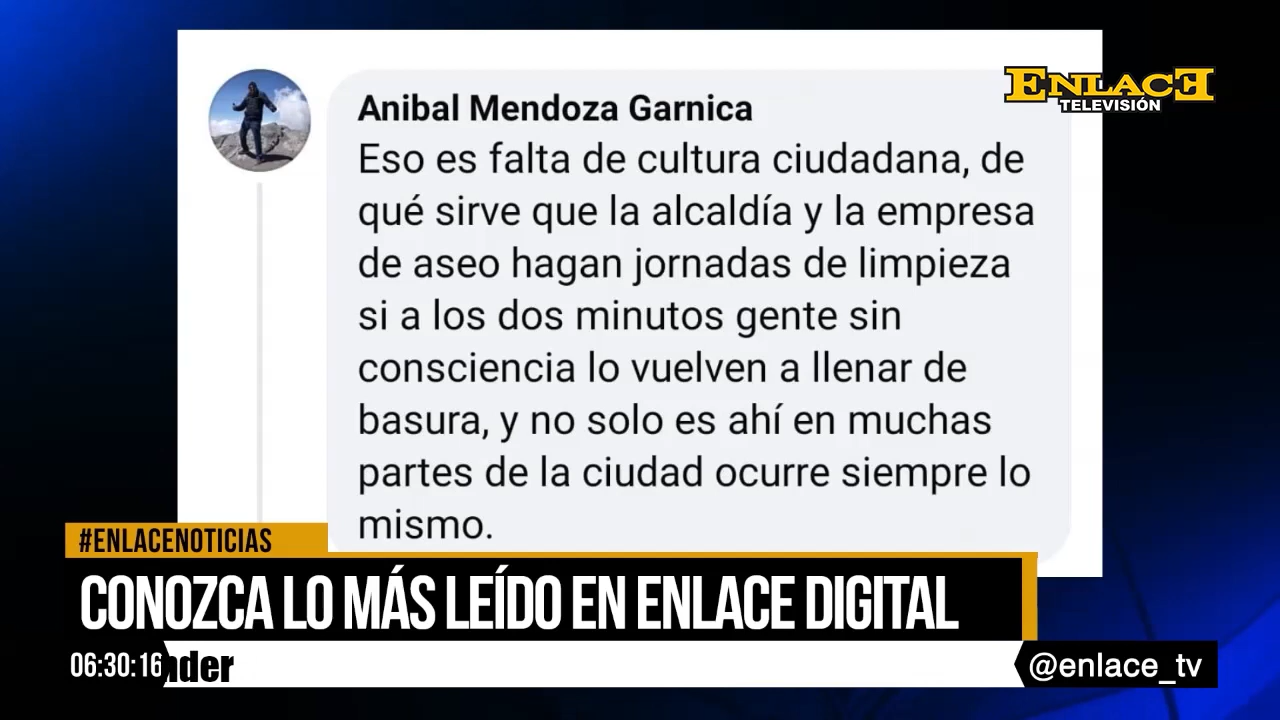 ENLACE
TELEVISIÓN
Anibal Mendoza Garnica
Eso es falta de cultura ciudadana, de
qué sirve que la alcaldía y la empresa
de aseo hagan jornadas de limpieza
si a los dos minutos gente sin
consciencia lo vuelven a llenar de
basura, y no solo es ahí en muchas
partes de la ciudad ocurre siempre lo
mismo.
#ENLACENOTICIAS
CONOZCA LO MÁS LEÍDO EN ENLACE DIGITAL
06:30:16
@enlace_tv